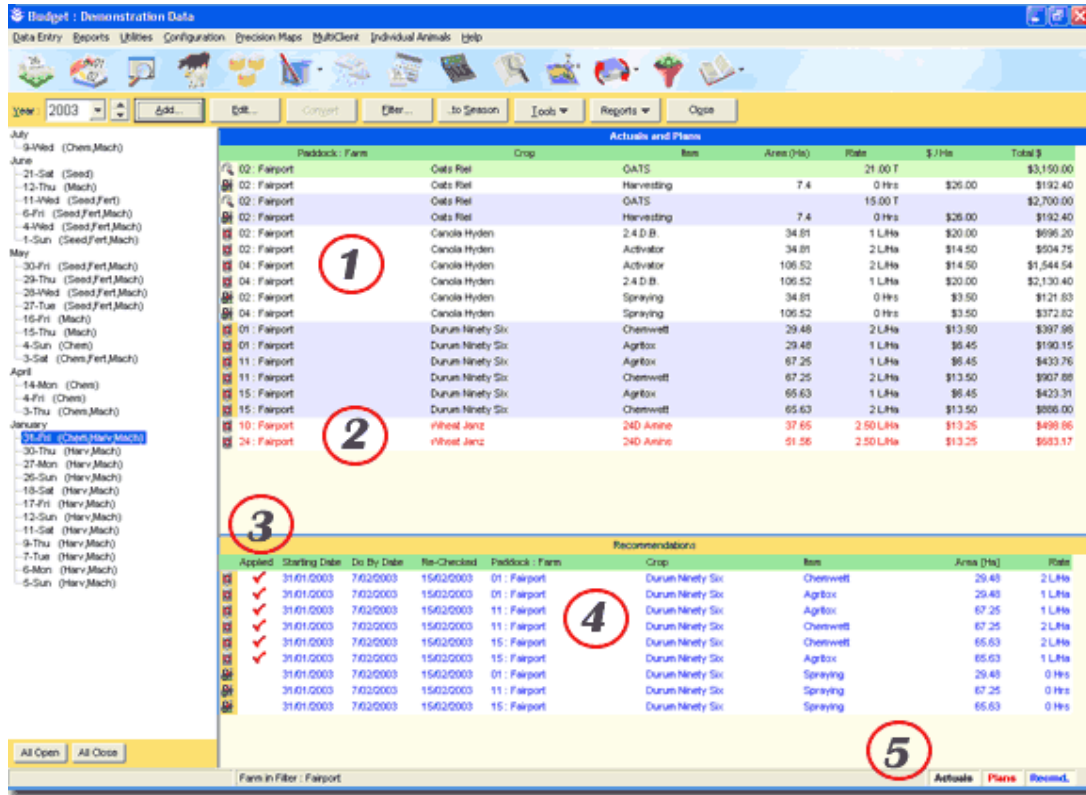 Budget : Demonstration Data
Data Entry Reports Utilities Configuration Precision Maps MultiClient Individual Animals Help
Year: 2003 Add... Edit... Convert Filter... ..to Season Tools Reports Close
July
9-Wed (Chem,Mach)
June
21-Sat (Seed)
12-Thu (Mach)
11-Wed (Seed,Fert)
6-Fri (Seed,Fert,Mach)
4-Wed (Seed,Fert,Mach)
1-Sun (Seed,Fert,Mach)
May
30-Fri (Seed,Fert,Mach)
29-Thu (Seed,Fert,Mach)
28-Wed (Seed,Fert,Mach)
27-Tue (Seed,Fert,Mach)
16-Fri (Mach)
15-Thu (Mach)
4-Sun (Chem)
3-Sat (Chem,Fert,Mach)
April
14-Mon (Chem)
4-Fri (Chem)
3-Thu (Chem,Mach)
January
31-Fri (Chem,Harv,Mach)
30-Thu (Harv,Mach)
27-Mon (Harv,Mach)
26-Sun (Harv,Mach)
18-Sat (Harv,Mach)
17-Fri (Harv,Mach)
12-Sun (Harv,Mach)
11-Sat (Harv,Mach)
9-Thu (Harv,Mach)
7-Tue (Harv,Mach)
6-Mon (Harv,Mach)
5-Sun (Harv,Mach)
All Open All Close
Actuals and Plans
Paddock : Farm Crop Item Area (Ha) Rate $ / Ha Total $
02 : Fairport Oats Riel OATS 21.00 T $3,150.00
02 : Fairport Oats Riel Harvesting 7.4 0 Hrs $26.00 $192.40
02 : Fairport Oats Riel OATS 15.00 T $2,700.00
02 : Fairport Oats Riel Harvesting 7.4 0 Hrs $26.00 $192.40
02 : Fairport Canola Hyden 2.4.D.B. 34.81 1 L/Ha $20.00 $696.20
02 : Fairport Canola Hyden Activator 34.81 2 L/Ha $14.50 $504.75
04 : Fairport Canola Hyden Activator 106.52 2 L/Ha $14.50 $1,544.54
04 : Fairport Canola Hyden 2.4.D.B. 106.52 1 L/Ha $20.00 $2,130.40
02 : Fairport Canola Hyden Spraying 34.81 0 Hrs $3.50 $121.83
04 : Fairport Canola Hyden Spraying 106.52 0 Hrs $3.50 $372.82
01 : Fairport Durum Ninety Six Chemwett 29.48 2 L/Ha $13.50 $397.98
01 : Fairport Durum Ninety Six Agritox 29.48 1 L/Ha $6.45 $190.15
11 : Fairport Durum Ninety Six Agritox 67.25 1 L/Ha $6.45 $433.76
11 : Fairport Durum Ninety Six Chemwett 67.25 2 L/Ha $13.50 $907.88
15 : Fairport Durum Ninety Six Agritox 65.63 1 L/Ha $6.45 $423.31
15 : Fairport Durum Ninety Six Chemwett 65.63 2 L/Ha $13.50 $886.00
10 : Fairport Wheat Janz 24D Amine 37.65 2.50 L/Ha $13.25 $498.86
24 : Fairport Wheat Janz 24D Amine 51.56 2.50 L/Ha $13.25 $683.17
1
2
3
Recommendations
Applied Starting Date Do By Date Re-Checked Paddock : Farm Crop Item Area [Ha] Rate
31/01/2003 7/02/2003 15/02/2003 01 : Fairport Durum Ninety Six Chemwett 29.48 2 L/Ha
31/01/2003 7/02/2003 15/02/2003 01 : Fairport Durum Ninety Six Agritox 29.48 1 L/Ha
31/01/2003 7/02/2003 15/02/2003 11 : Fairport Durum Ninety Six Agritox 67.25 1 L/Ha
31/01/2003 7/02/2003 15/02/2003 11 : Fairport Durum Ninety Six Chemwett 67.25 2 L/Ha
31/01/2003 7/02/2003 15/02/2003 15 : Fairport Durum Ninety Six Chemwett 65.63 2 L/Ha
31/01/2003 7/02/2003 15/02/2003 15 : Fairport Durum Ninety Six Agritox 65.63 1 L/Ha
31/01/2003 7/02/2003 15/02/2003 01 : Fairport Durum Ninety Six Spraying 29.48 0 Hrs
31/01/2003 7/02/2003 15/02/2003 11 : Fairport Durum Ninety Six Spraying 67.25 0 Hrs
31/01/2003 7/02/2003 15/02/2003 15 : Fairport Durum Ninety Six Spraying 65.63 0 Hrs
4
5
Farm in Filter : Fairport Actuals Plans Recmd.